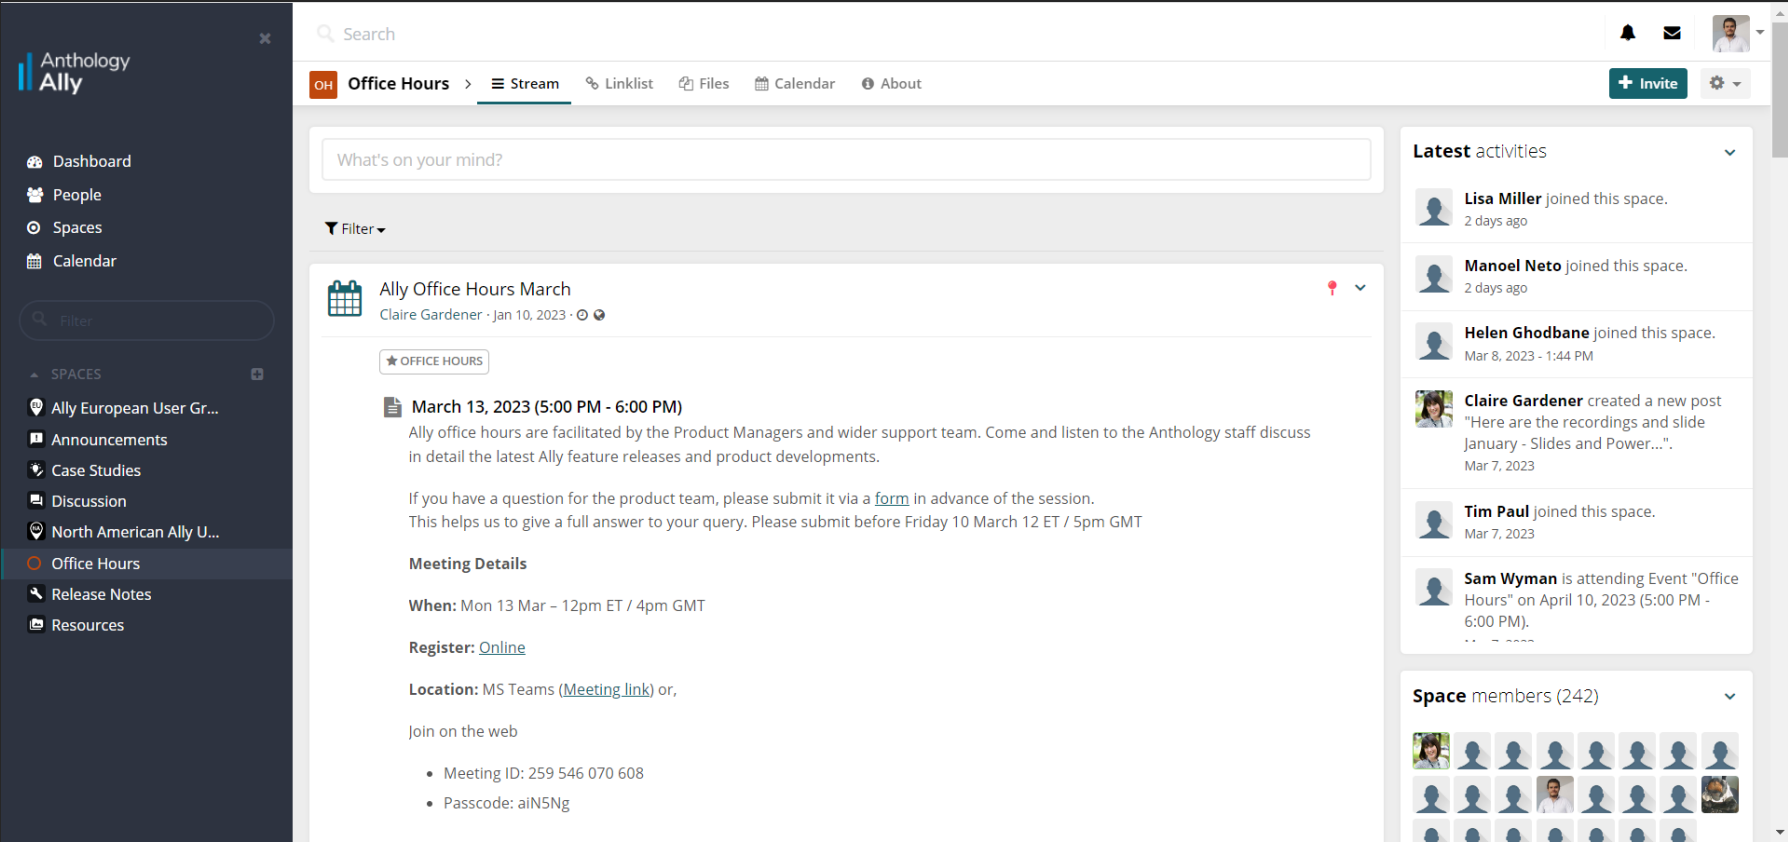 Anthology
Ally
Dashboard
People
Spaces
Calendar
Filter
SPACES
Ally European User Gr...
Announcements
Case Studies
Discussion
North American Ally U...
Office Hours
Release Notes
Resources
Search
OH Office Hours
Stream
Linklist
Files
Calendar
About
Invite
What's on your mind?
Filter
Ally Office Hours March
Claire Gardener · Jan 10, 2023 ·
OFFICE HOURS
March 13, 2023 (5:00 PM - 6:00 PM)
Ally office hours are facilitated by the Product Managers and wider support team. Come and listen to the Anthology staff discuss
in detail the latest Ally feature releases and product developments.
If you have a question for the product team, please submit it via a form in advance of the session.
This helps us to give a full answer to your query. Please submit before Friday 10 March 12 ET / 5pm GMT
Meeting Details
When: Mon 13 Mar – 12pm ET / 4pm GMT
Register: Online
Location: MS Teams (Meeting link) or,
Join on the web
• Meeting ID: 259 546 070 608
• Passcode: aiN5Ng
Latest activities
Lisa Miller joined this space.
2 days ago
Manoel Neto joined this space.
2 days ago
Helen Ghodbane joined this space.
Mar 8, 2023 - 1:44 PM
Claire Gardener created a new post
"Here are the recordings and slide
January - Slides and Power...".
Mar 7, 2023
Tim Paul joined this space.
Mar 7, 2023
Sam Wyman is attending Event "Office
Hours" on April 10, 2023 (5:00 PM -
6:00 PM).
Space members (242)